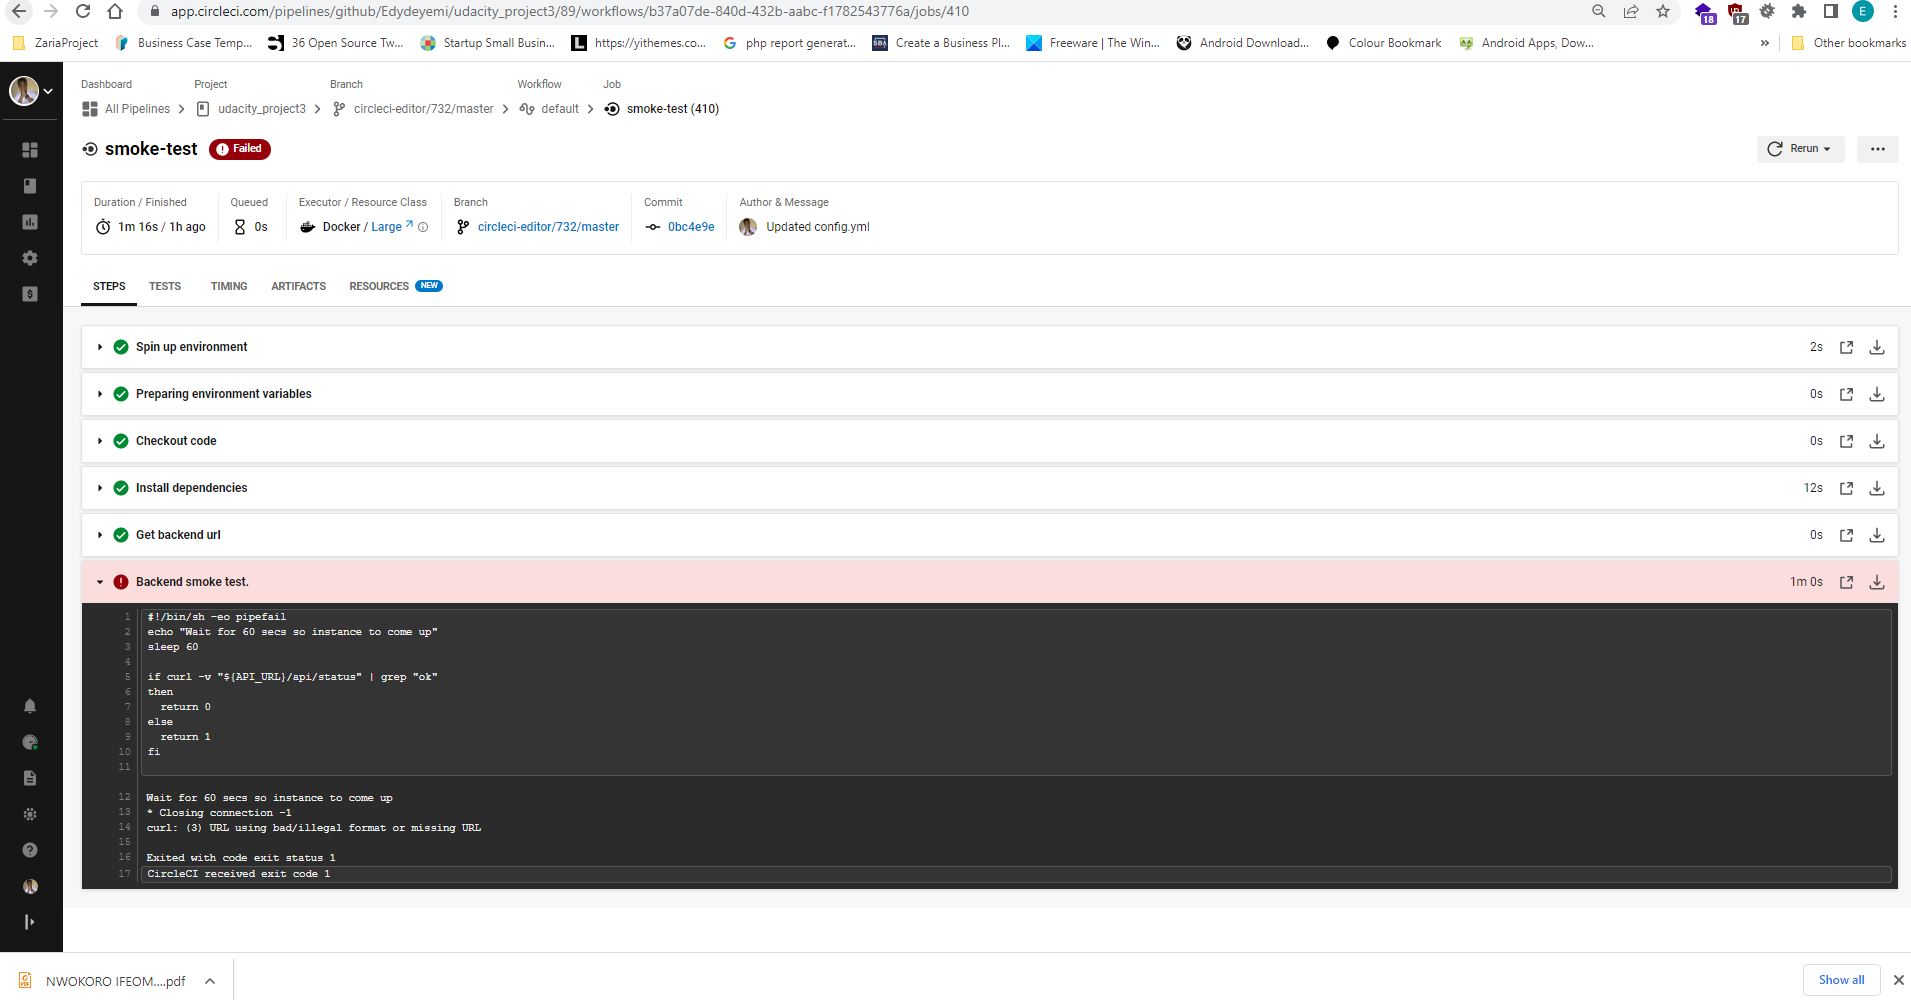 app.circleci.com/pipelines/github/Edydeyemi/udacity_project3/89/workflows/b37a07de-840d-432b-aabc-f1782543776a/jobs/410
18
17
E
ZariaProject
Business Case Temp...
36 Open Source Tw...
Startup Small Busin...
https://yithemes.co...
php report generat...
Create a Business Pl...
Freeware | The Win...
Android Download...
Colour Bookmark
Android Apps, Dow...
»
Other bookmarks
Dashboard
Project
Branch
Workflow
Job
All Pipelines
udacity_project3
circleci-editor/732/master
default
smoke-test (410)
smoke-test
Failed
Rerun
Duration / Finished
Queued
Executor / Resource Class
Branch
Commit
Author & Message
1m 16s / 1h ago
0s
Docker / Large
circleci-editor/732/master
0bc4e9e
Updated config.yml
STEPS
TESTS
TIMING
ARTIFACTS
RESOURCES
NEW
Spin up environment
2s
Preparing environment variables
0s
Checkout code
0s
Install dependencies
12s
Get backend url
0s
Backend smoke test.
1m 0s
1 #!/bin/sh -eo pipefail
2 echo "Wait for 60 secs so instance to come up"
3 sleep 60
4
5 if curl -v "${API_URL}/api/status" | grep "ok"
6 then
7 return 0
8 else
9 return 1
10 fi
11
12 Wait for 60 secs so instance to come up
13 * Closing connection -1
14 curl: (3) URL using bad/illegal format or missing URL
15
16 Exited with code exit status 1
17 CircleCI received exit code 1
NWOKORO IFEOM....pdf
Show all